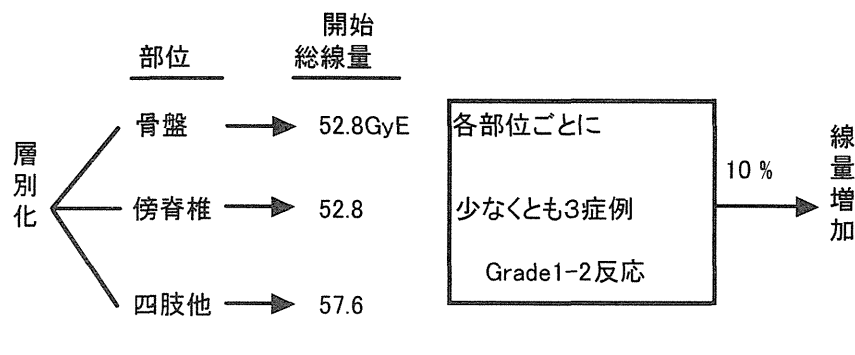 開始
部位 総線量
層別化
骨盤 52.8GyE
傍脊椎 52.8
四肢他 57.6
各部位ごとに
少なくとも3症例
Grade1-2反応
10 %
線量増加